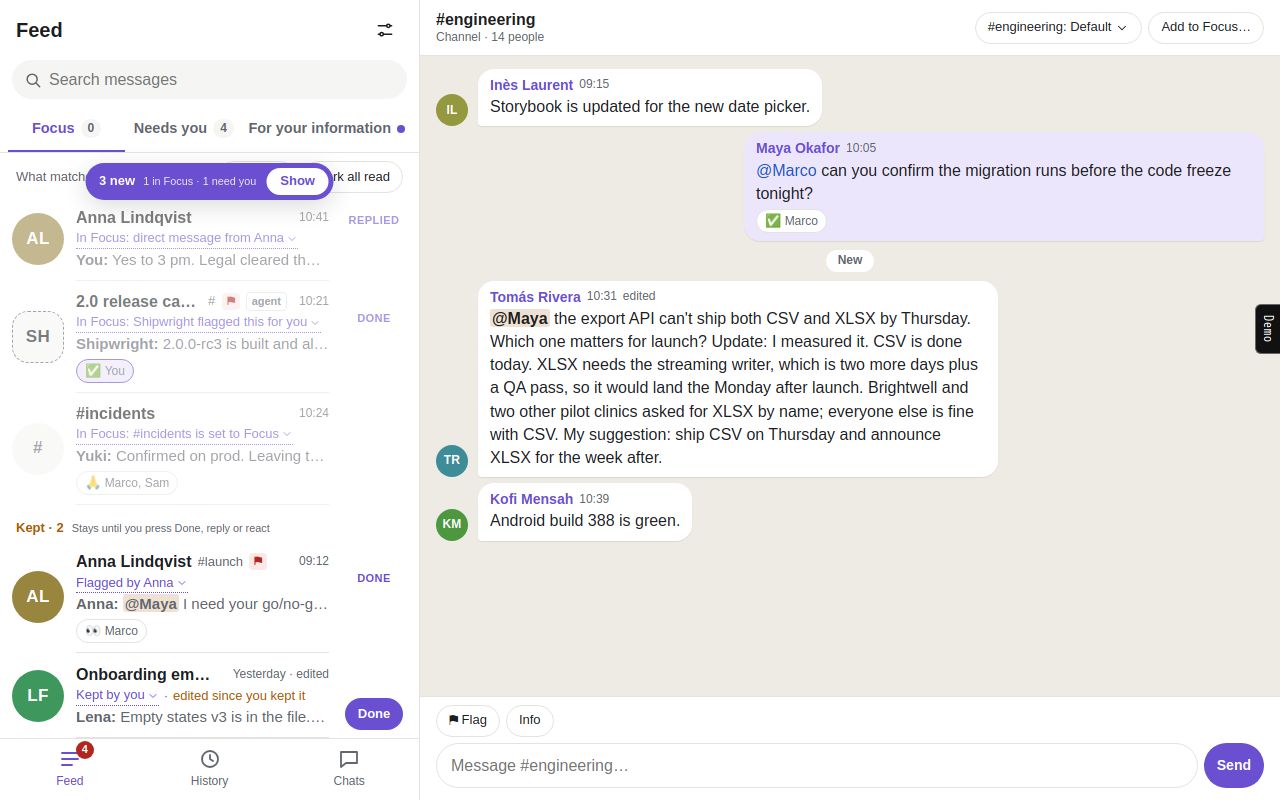 Feed
Search messages
Focus 0
Needs you 4
For your information
What match
rk all read
3 new 1 in Focus · 1 need you Show
AL
Anna Lindqvist 10:41
In Focus: direct message from Anna
You: Yes to 3 pm. Legal cleared th…
REPLIED
SH
2.0 release ca… # agent 10:21
In Focus: Shipwright flagged this for you
Shipwright: 2.0.0-rc3 is built and al…
✅ You
DONE
#
#incidents 10:24
In Focus: #incidents is set to Focus
Yuki: Confirmed on prod. Leaving t…
🙏 Marco, Sam
Kept · 2 Stays until you press Done, reply or react
AL
Anna Lindqvist #launch 09:12
Flagged by Anna
Anna: @Maya I need your go/no-g…
👀 Marco
DONE
LF
Onboarding em… Yesterday · edited
Kept by you · edited since you kept it
Lena: Empty states v3 is in the file.…
Done
4
Feed
History
Chats
#engineering
Channel · 14 people
#engineering: Default
Add to Focus…
IL
Inès Laurent 09:15
Storybook is updated for the new date picker.
Maya Okafor 10:05
@Marco can you confirm the migration runs before the code freeze
tonight?
✅ Marco
New
TR
Tomás Rivera 10:31 edited
@Maya the export API can't ship both CSV and XLSX by Thursday.
Which one matters for launch? Update: I measured it. CSV is done
today. XLSX needs the streaming writer, which is two more days plus
a QA pass, so it would land the Monday after launch. Brightwell and
two other pilot clinics asked for XLSX by name; everyone else is fine
with CSV. My suggestion: ship CSV on Thursday and announce
XLSX for the week after.
KM
Kofi Mensah 10:39
Android build 388 is green.
Demo
Flag
Info
Message #engineering…
Send